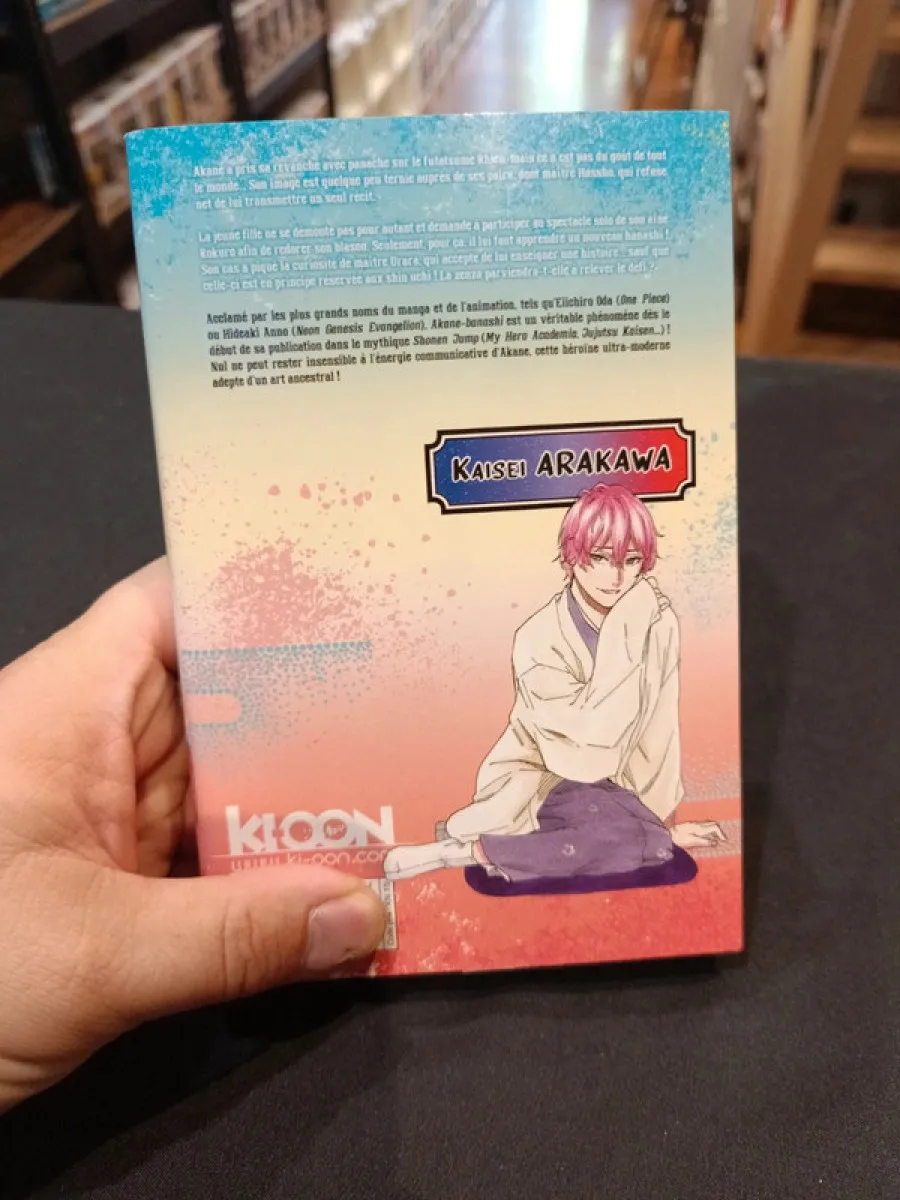 Akane a pris sa revanche avec panache sur le futatsume Khiro, mais ce n'est pas du goût de tout
le monde... Son image est quelque peu ternie auprès de ses pairs, dont maître Hassho, qui refuse
net de lui transmettre un seul récit.
La jeune fille ne se démonte pas pour autant et demande à participer au spectacle solo de son aîné
Rokuro afin de redorer son blason. Seulement, pour ça, il lui faut apprendre un nouveau hanashi !
Son cas a piqué la curiosité de maître Urara, qui accepte de lui enseigner une histoire... sauf que
celle-ci est en principe réservée aux shin'uchi ! La zenza parviendra-t-elle à relever le défi ?
Acclamé par les plus grands noms du manga et de l'animation, tels qu'Eiichiro Oda (One Piece)
ou Hideaki Anno (Neon Genesis Evangelion), Akane-banashi est un véritable phénomène dès le
début de sa publication dans le mythique Shonen Jump (My Hero Academia, Jujutsu Kaisen...) !
Nul ne peut rester insensible à l'énergie communicative d'Akane, cette héroïne ultra-moderne
adepte d'un art ancestral !
KAISEI ARAKAWA
KI-OON
ki-oon.com